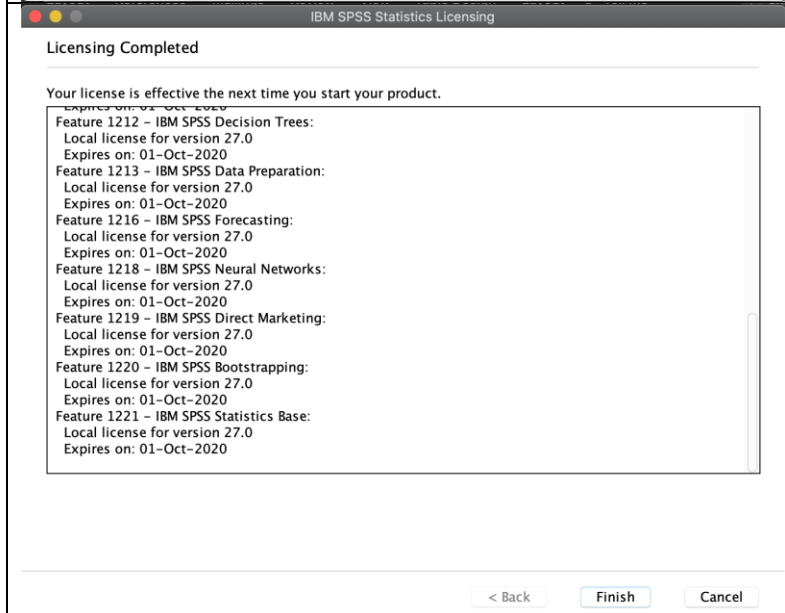 IBM SPSS Statistics Licensing
Licensing Completed
Your license is effective the next time you start your product.
Expires on: 01-Oct-2020
Feature 1212 – IBM SPSS Decision Trees:
Local license for version 27.0
Expires on: 01-Oct-2020
Feature 1213 – IBM SPSS Data Preparation:
Local license for version 27.0
Expires on: 01-Oct-2020
Feature 1216 – IBM SPSS Forecasting:
Local license for version 27.0
Expires on: 01-Oct-2020
Feature 1218 – IBM SPSS Neural Networks:
Local license for version 27.0
Expires on: 01-Oct-2020
Feature 1219 – IBM SPSS Direct Marketing:
Local license for version 27.0
Expires on: 01-Oct-2020
Feature 1220 – IBM SPSS Bootstrapping:
Local license for version 27.0
Expires on: 01-Oct-2020
Feature 1221 – IBM SPSS Statistics Base:
Local license for version 27.0
Expires on: 01-Oct-2020
< Back Finish Cancel